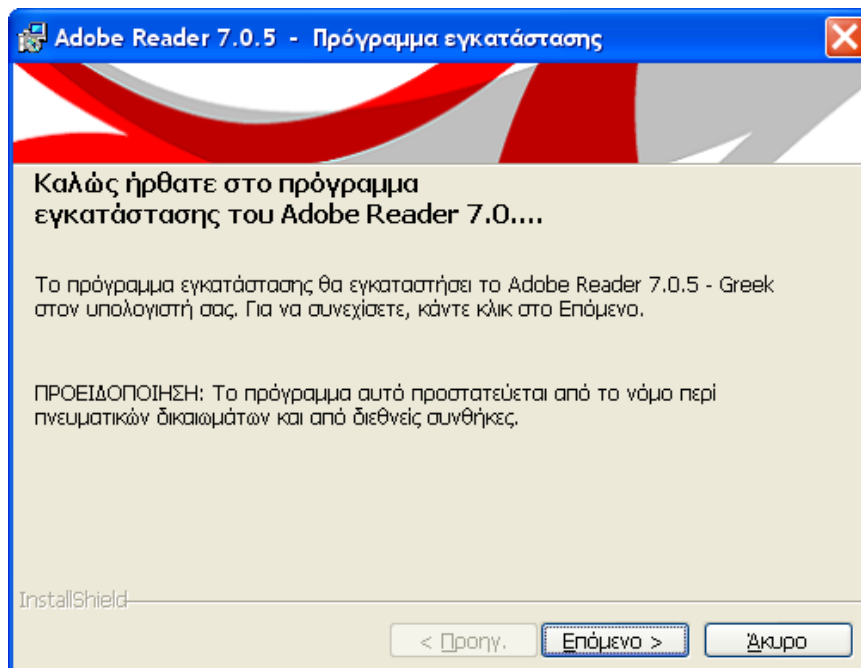 Adobe Reader 7.0.5 - Πρόγραμμα εγκατάστασης
Καλώς ήρθατε στο πρόγραμμα
εγκατάστασης του Adobe Reader 7.0....
Το πρόγραμμα εγκατάστασης θα εγκαταστήσει το Adobe Reader 7.0.5 - Greek
στον υπολογιστή σας. Για να συνεχίσετε, κάντε κλικ στο Επόμενο.
ΠΡΟΕΙΔΟΠΟΙΗΣΗ: Το πρόγραμμα αυτό προστατεύεται από το νόμο περί
πνευματικών δικαιωμάτων και από διεθνείς συνθήκες.
InstallShield
< Προηγ. Επόμενο > Άκυρο